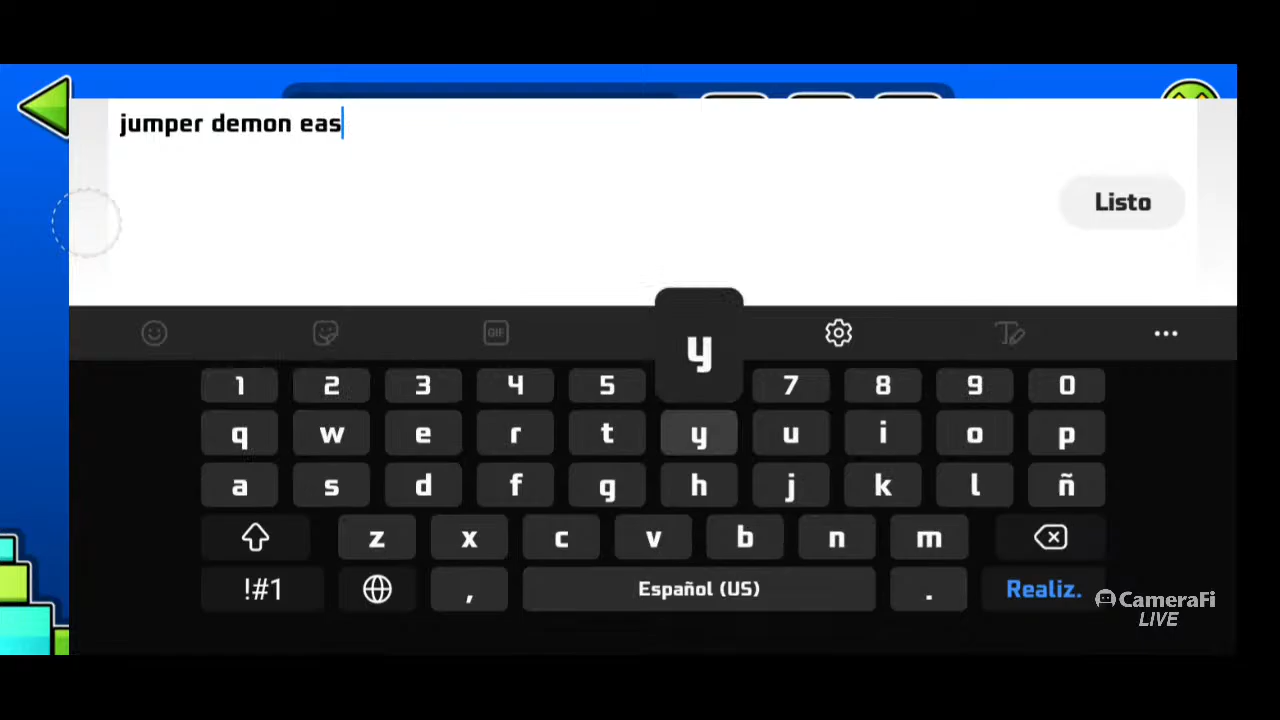 jumper demon eas
Listo
GIF
y
1 2 3 4 5 7 8 9 0
q w e r t y u i o p
a s d f g h j k l ñ
z x c v b n m
!#1 , Español (US) . Realiz.
CameraFi
LIVE